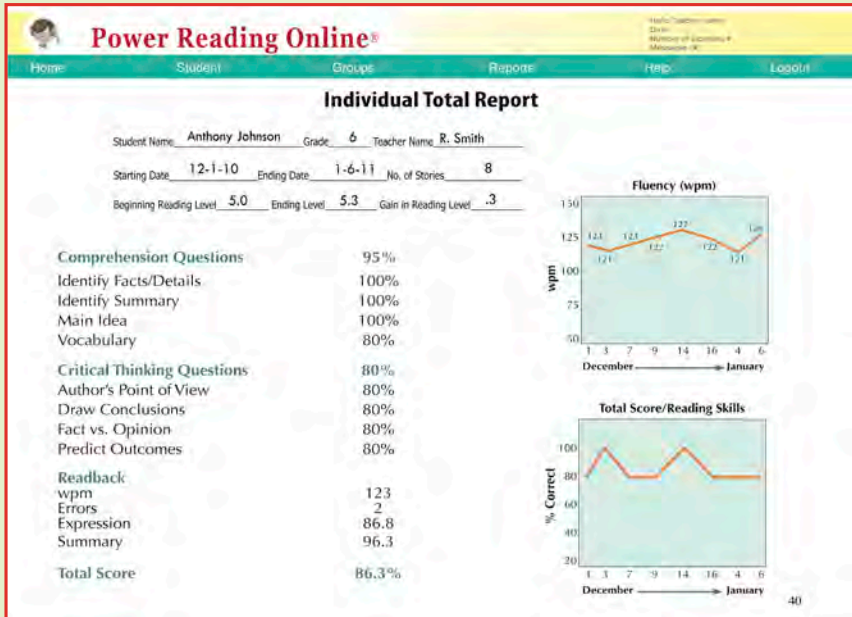 Power Reading Online®
Home Student Groups Reports Help Logout
Individual Total Report
Student Name Anthony Johnson Grade 6 Teacher Name R. Smith
Starting Date 12-1-10 Ending Date 1-6-11 No. of Stories 8
Beginning Reading Level 5.0 Ending Level 5.3 Gain in Reading Level .3
Comprehension Questions 95%
Identify Facts/Details 100%
Identify Summary 100%
Main Idea 100%
Vocabulary 80%
Critical Thinking Questions 80%
Author's Point of View 80%
Draw Conclusions 80%
Fact vs. Opinion 80%
Predict Outcomes 80%
Readback
wpm 123
Errors 2
Expression 86.8
Summary 96.3
Total Score 86.3%
Fluency (wpm)
150
125
100
75
50
wpm
123 121 123 122 127 122 121
1 3 7 9 14 16 4 6
December January
Total Score/Reading Skills
100
80
60
40
20
% Correct
1 3 7 9 14 16 4 6
December January
40